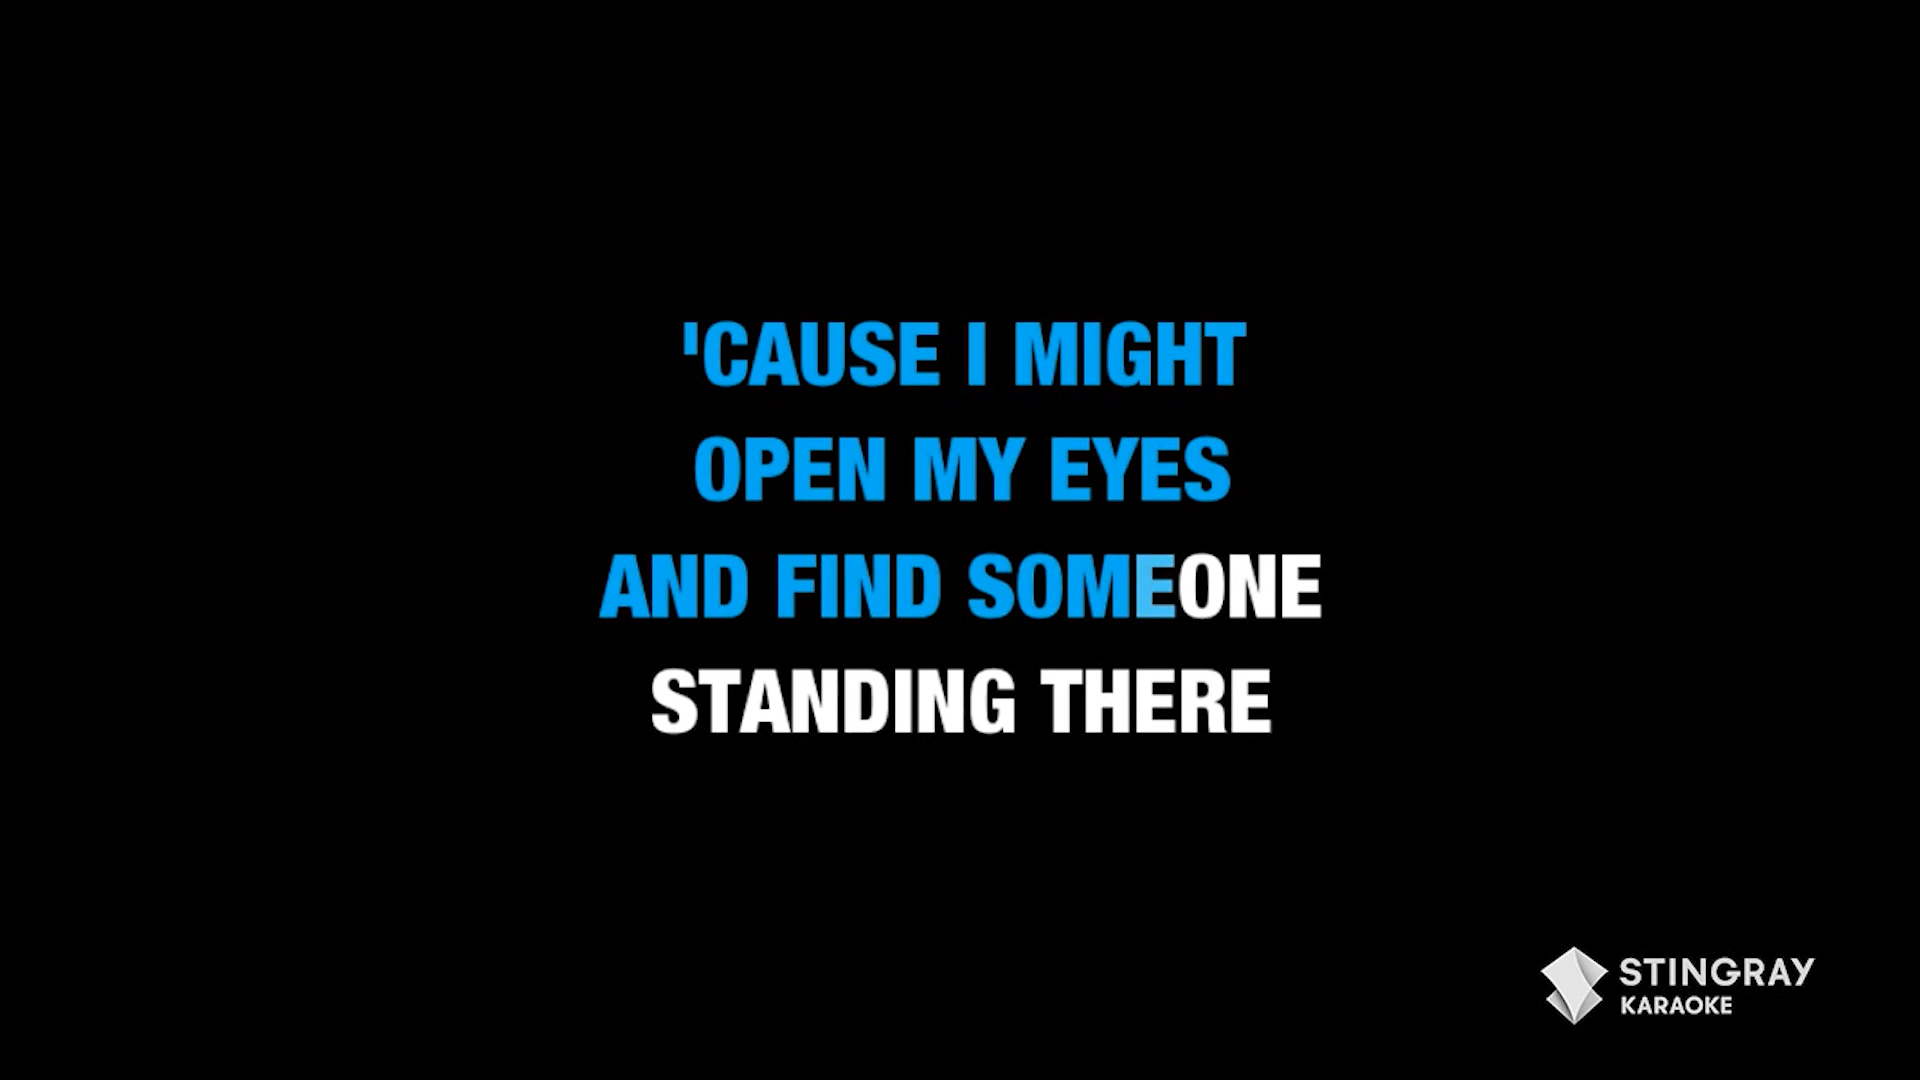 'CAUSE I MIGHT
OPEN MY EYES
AND FIND SOMEONE
STANDING THERE
STINGRAY
KARAOKE